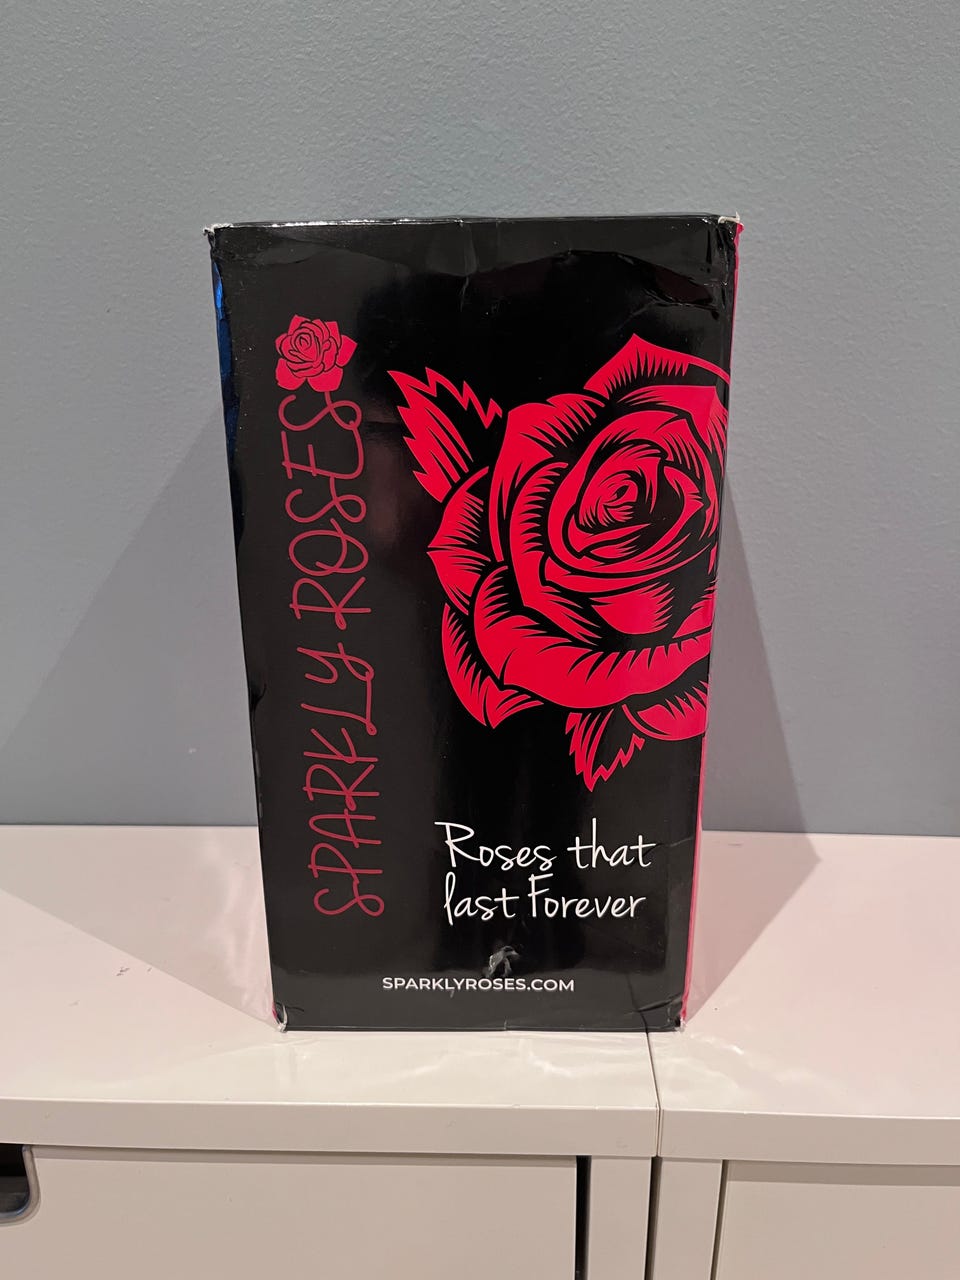 SPARKLY ROSES
Roses that
last Forever
SPARKLYROSES.COM